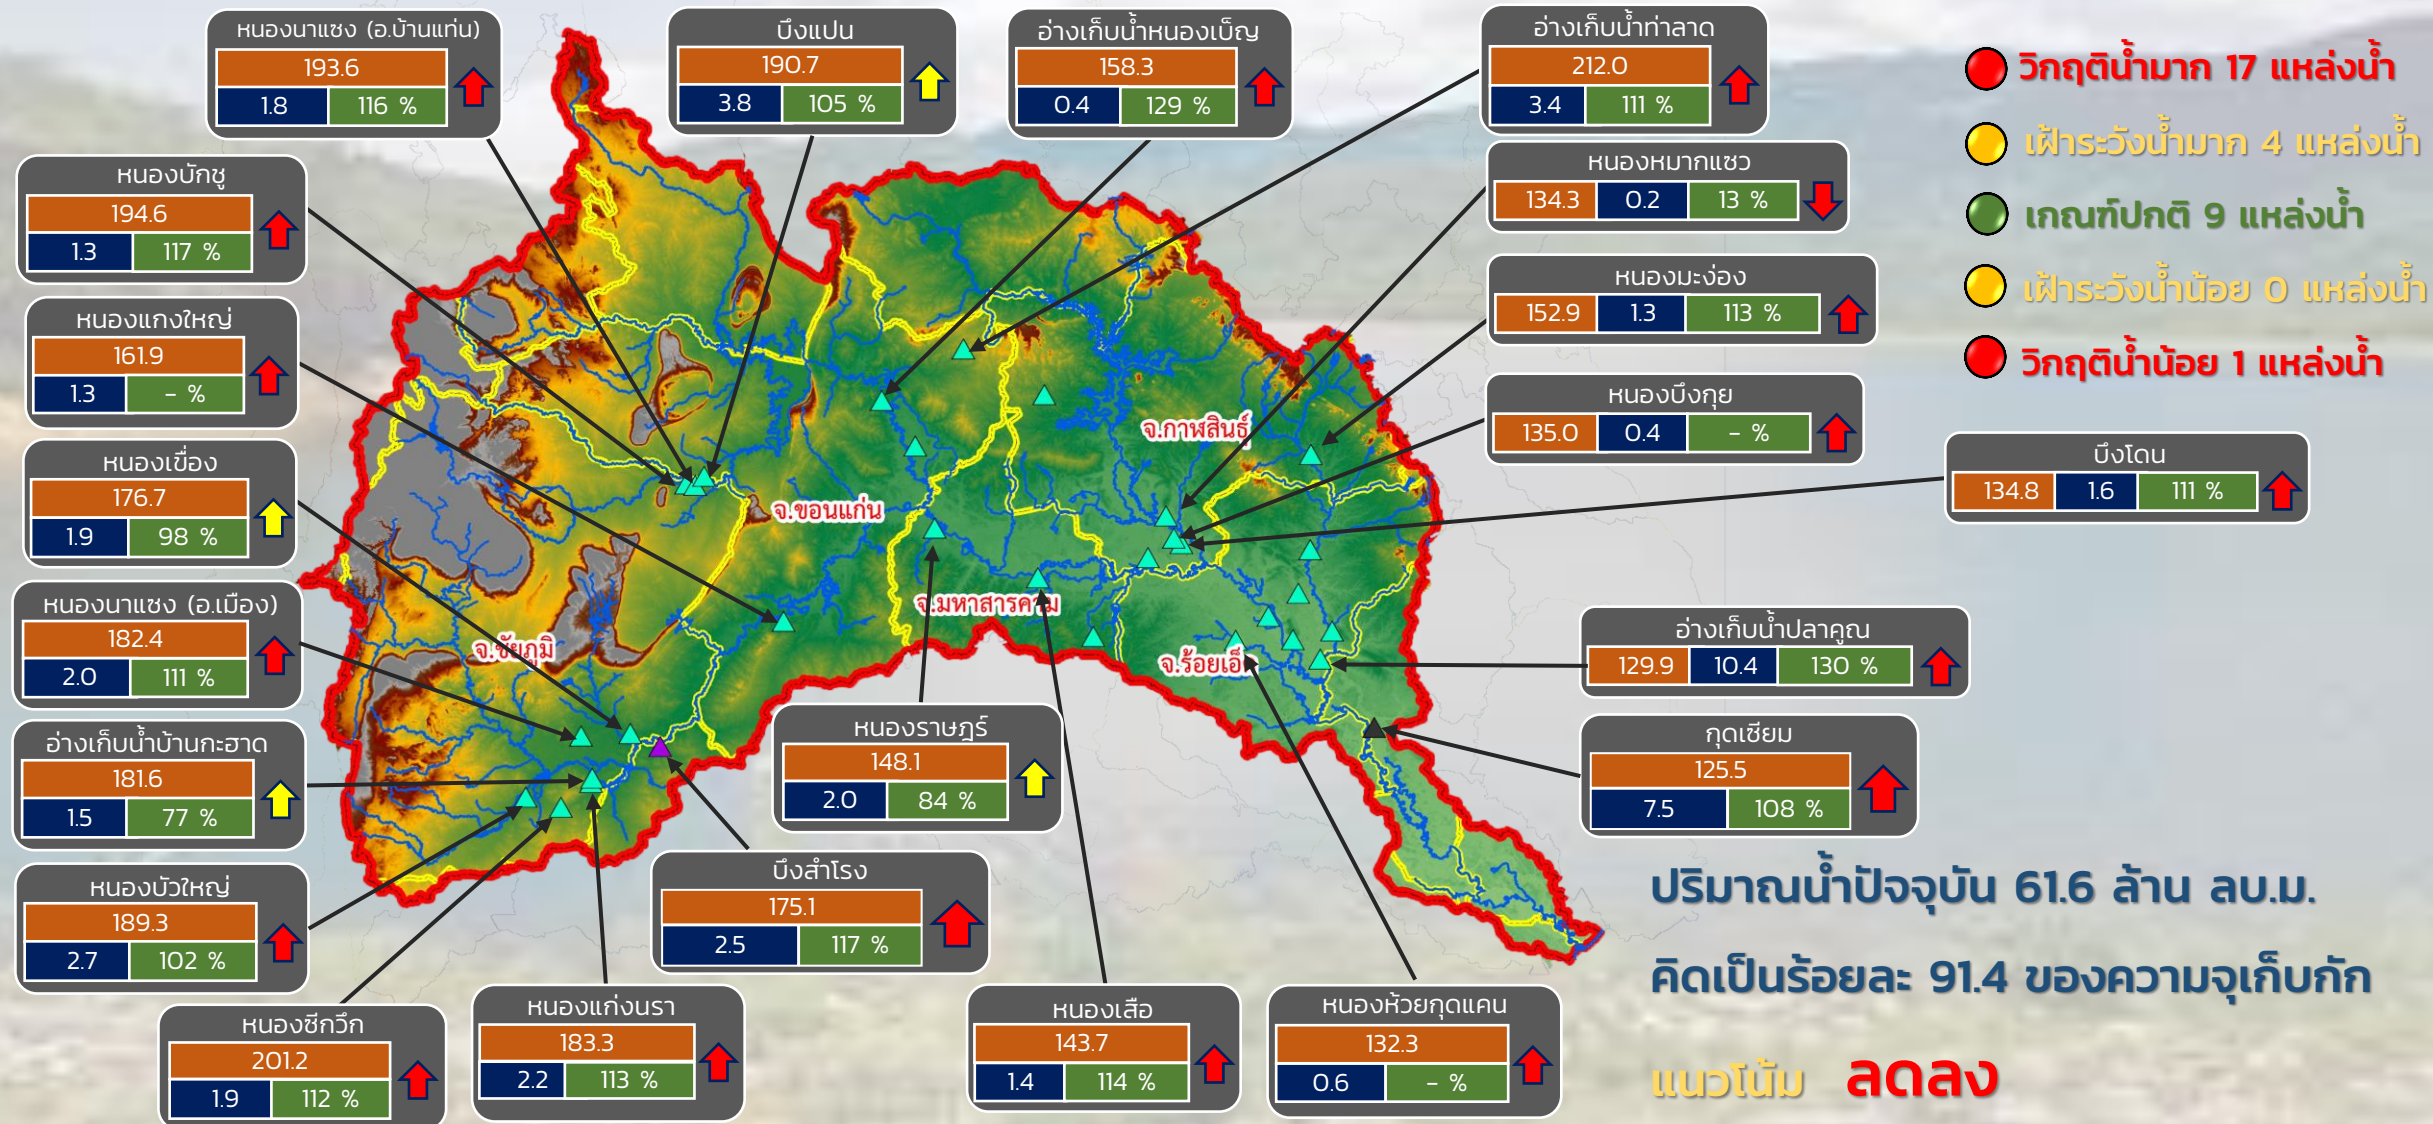 หนองนาแซง (อ.บ้านแท่น)
193.6
1.8 116 %
บึงแปน
190.7
3.8 105 %
อ่างเก็บน้ำหนองเบ็ญ
158.3
0.4 129 %
อ่างเก็บน้ำท่าลาด
212.0
3.4 111 %
วิกฤติน้ำมาก 17 แหล่งน้ำ
เฝ้าระวังน้ำมาก 4 แหล่งน้ำ
เกณฑ์ปกติ 9 แหล่งน้ำ
เฝ้าระวังน้ำน้อย 0 แหล่งน้ำ
วิกฤติน้ำน้อย 1 แหล่งน้ำ
หนองบักชู
194.6
1.3 117 %
หนองหมากแซว
134.3 0.2 13 %
หนองมะง่อง
152.9 1.3 113 %
หนองแกงใหญ่
161.9
1.3 - %
หนองบึงกุย
135.0 0.4 - %
บึงโดน
134.8 1.6 111 %
หนองเขื่อง
176.7
1.9 98 %
จ.กาฬสินธุ์
จ.ขอนแก่น
จ.มหาสารคาม
จ.ชัยภูมิ
จ.ร้อยเอ็ด
หนองนาแซง (อ.เมือง)
182.4
2.0 111 %
อ่างเก็บน้ำปลาคูณ
129.9 10.4 130 %
อ่างเก็บน้ำบ้านกะฮาด
181.6
1.5 77 %
หนองราษฎร์
148.1
2.0 84 %
กุดเซียม
125.5
7.5 108 %
หนองบัวใหญ่
189.3
2.7 102 %
บึงสำโรง
175.1
2.5 117 %
หนองซีกวึก
201.2
1.9 112 %
หนองแก่งนรา
183.3
2.2 113 %
หนองเสือ
143.7
1.4 114 %
หนองห้วยกุดแคน
132.3
0.6 - %
ปริมาณน้ำปัจจุบัน 61.6 ล้าน ลบ.ม.
คิดเป็นร้อยละ 91.4 ของความจุเก็บกัก
แนวโน้ม ลดลง